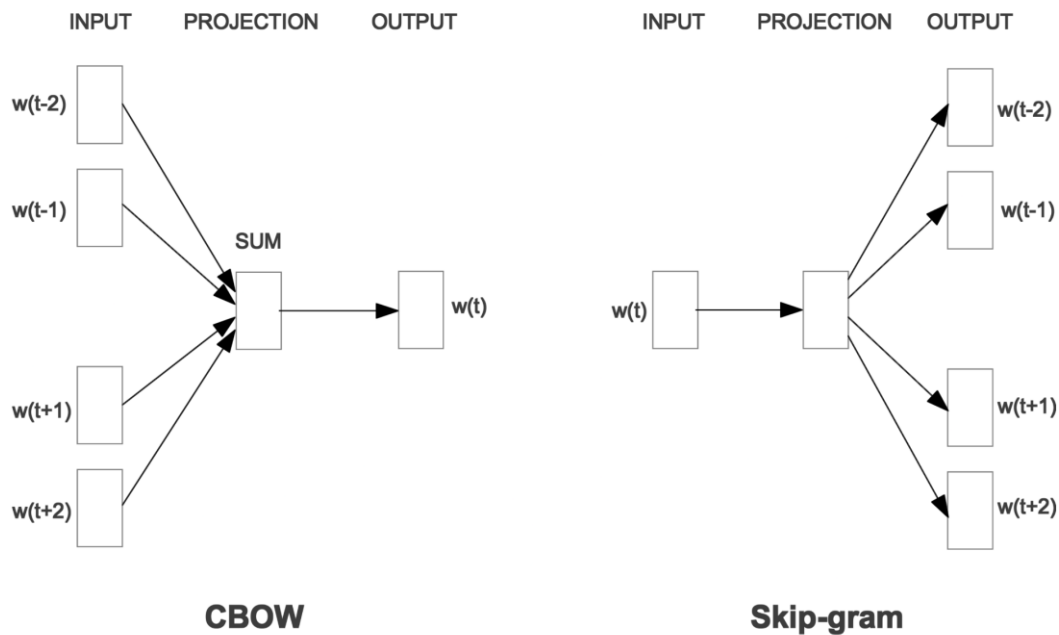 INPUT PROJECTION OUTPUT
w(t-2)
w(t-1)
SUM
w(t)
w(t+1)
w(t+2)
CBOW
INPUT PROJECTION OUTPUT
w(t-2)
w(t-1)
w(t)
w(t+1)
w(t+2)
Skip-gram